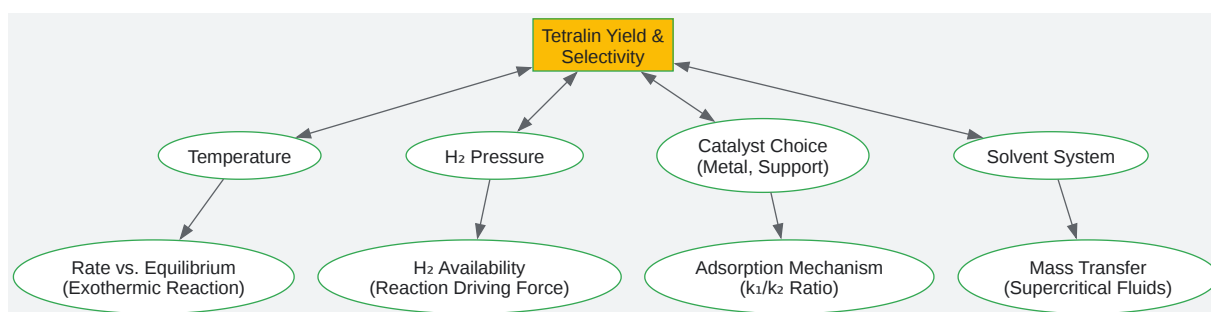 Tetralin Yield &
Selectivity
Temperature
H₂ Pressure
Catalyst Choice
(Metal, Support)
Solvent System
Rate vs. Equilibrium
(Exothermic Reaction)
H₂ Availability
(Reaction Driving Force)
Adsorption Mechanism
(k₁/k₂ Ratio)
Mass Transfer
(Supercritical Fluids)